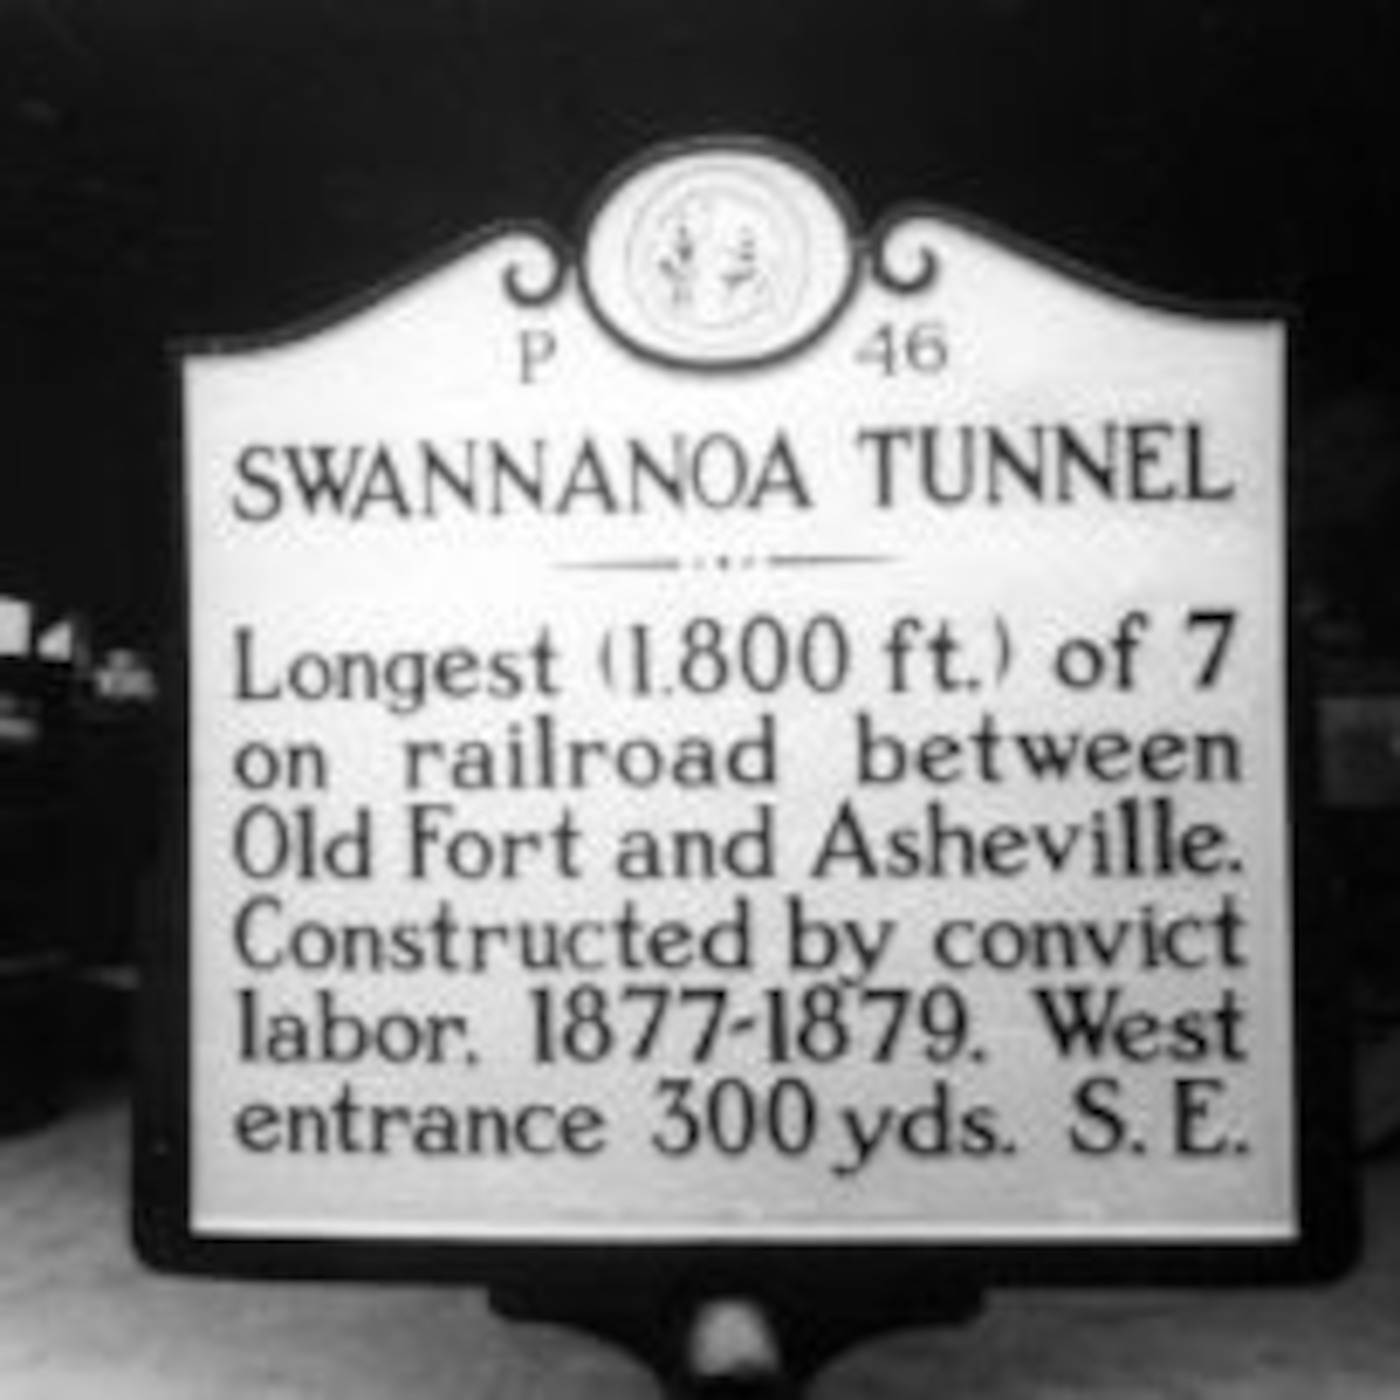 P 46
SWANNANOA TUNNEL
Longest (1,800 ft.) of 7
on railroad between
Old Fort and Asheville.
Constructed by convict
labor, 1877-1879. West
entrance 300 yds. S.E.